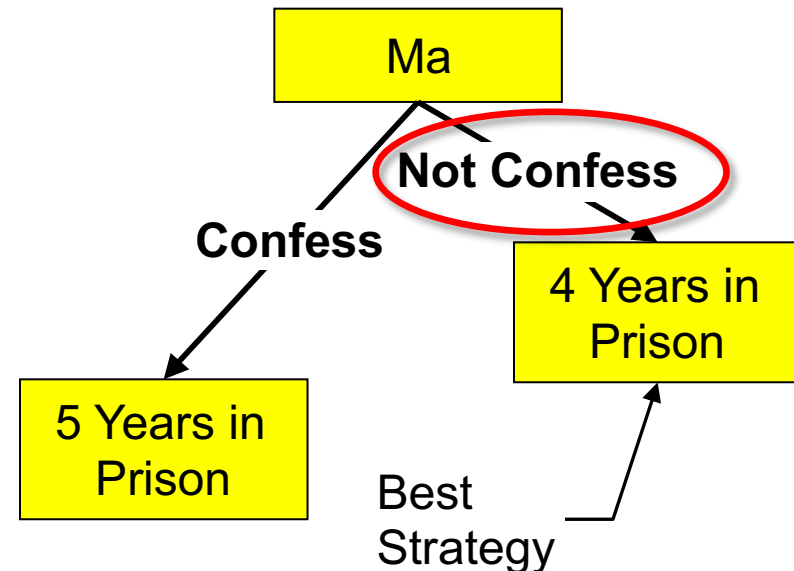 Ma
Not Confess
Confess
4 Years in
Prison
5 Years in
Prison
Best
Strategy